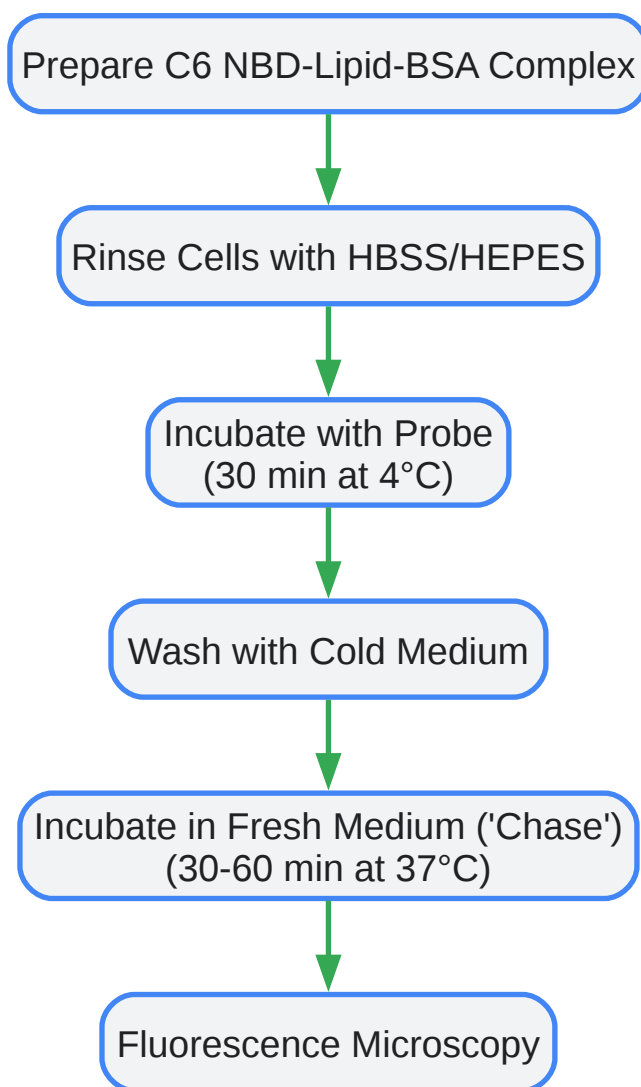 Prepare C6 NBD-Lipid-BSA Complex
Rinse Cells with HBSS/HEPES
Incubate with Probe
(30 min at 4°C)
Wash with Cold Medium
Incubate in Fresh Medium ('Chase')
(30-60 min at 37°C)
Fluorescence Microscopy